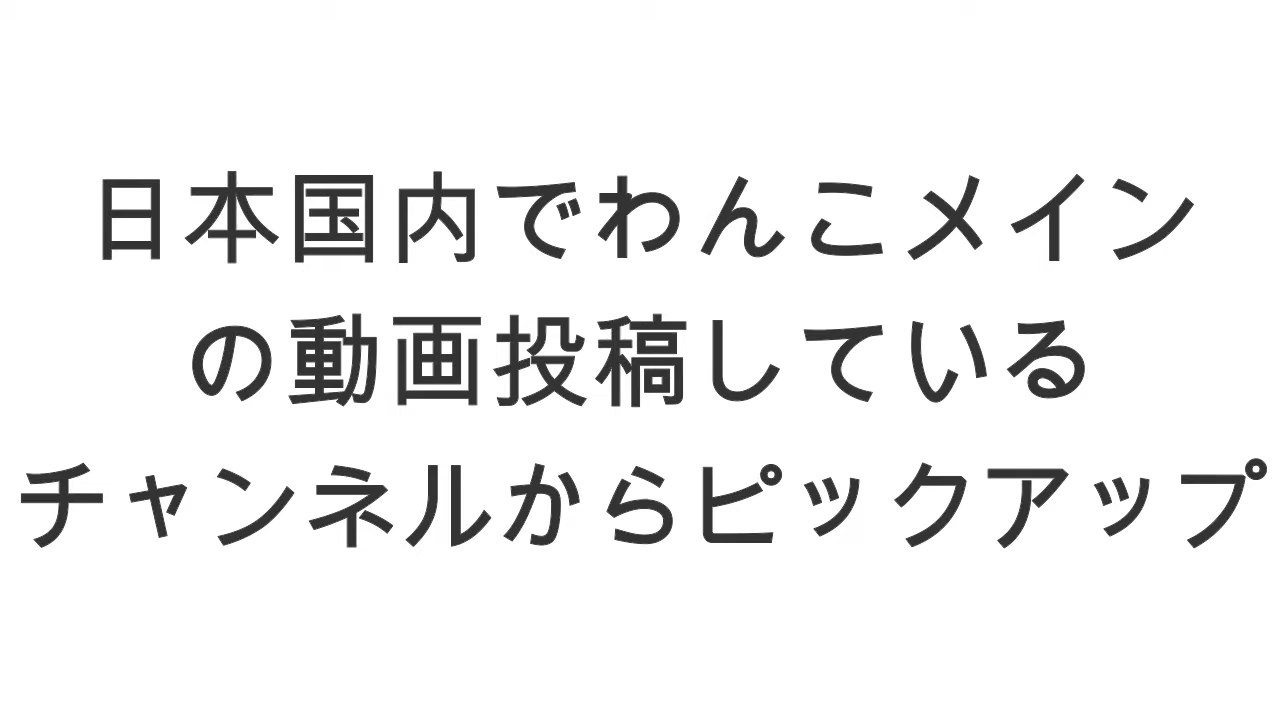 日本国内でわんこメイン
の動画投稿している
チャンネルからピックアップ